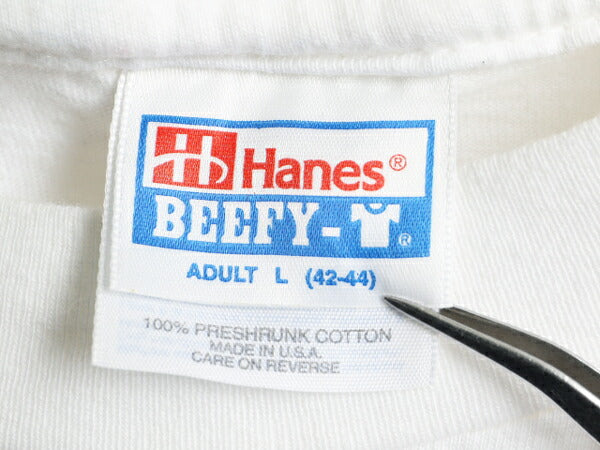 Hanes®
BEEFY-®
ADULT L (42-44)
100% PRESHRUNK COTTON
MADE IN U.S.A.
CARE ON REVERSE